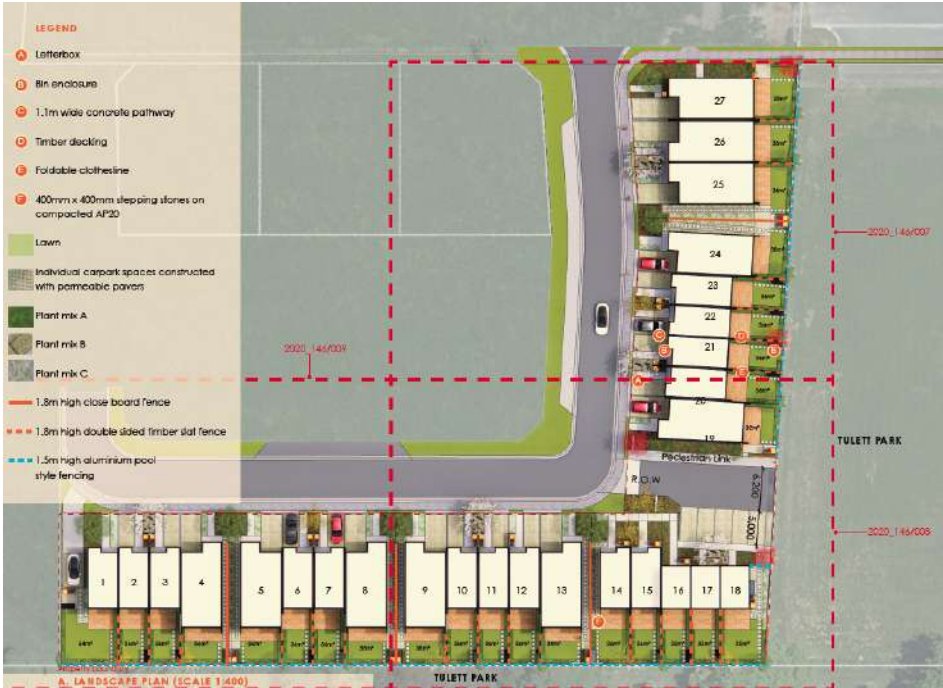 LEGEND
A Letterbox
B Bin enclosure
C 1.1m wide concrete pathway
D Timber decking
E Foldable clothesline
F 400mm x 400mm stepping stones on
compacted AP20
Lawn
Individual carpark spaces constructed
with permeable pavers
Plant mix A
Plant mix B
Plant mix C
1.8m high close board fence
1.8m high double sided timber slat fence
1.5m high aluminium pool
style fencing
2020_146/009
2020_146/007
2020_146/008
27
26
25
24
23
22
21
20
19
C
B
D
B
E
A
Pedestrian Link
R.O.W
6.200
5.000
TULETT PARK
1
2
3
4
5
6
7
8
9
10
11
12
13
14
15
16
17
18
F
A. LANDSCAPE PLAN (SCALE 1:400)
TULETT PARK